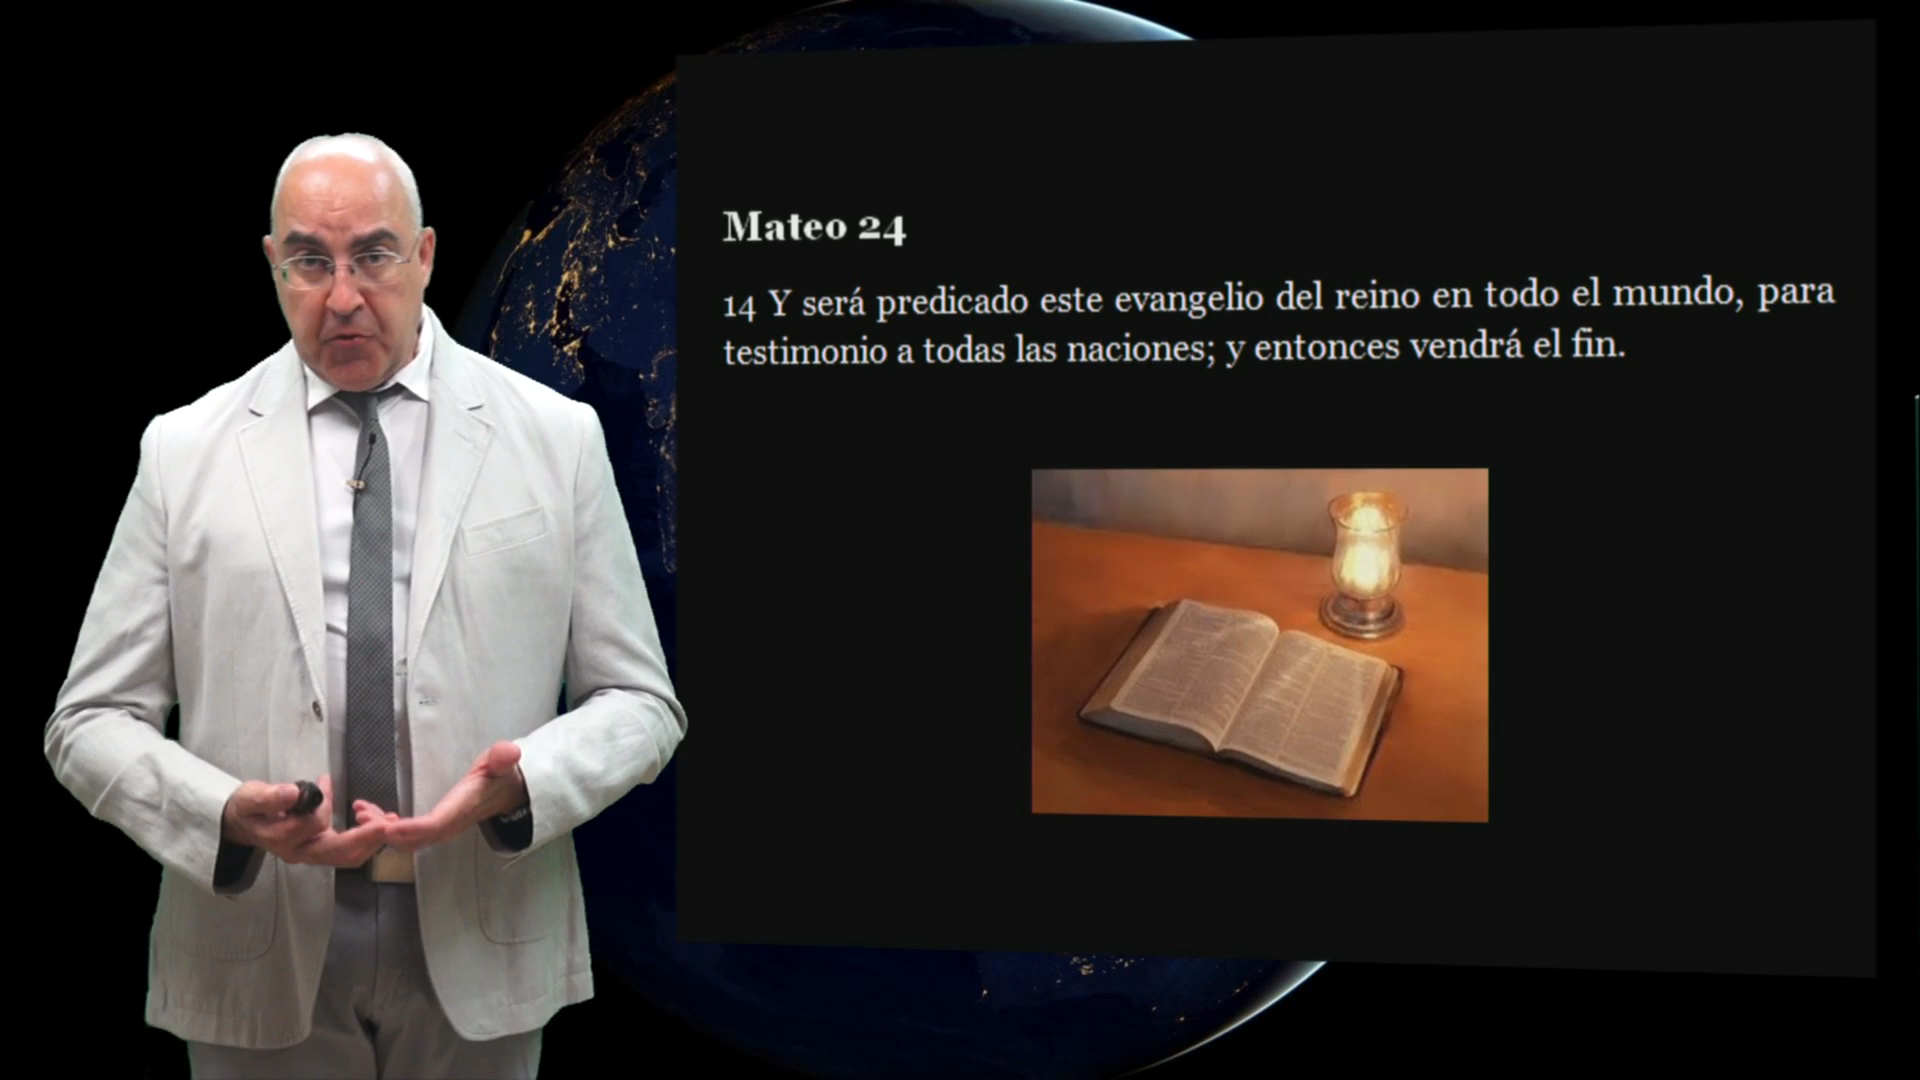 Mateo 24
14 Y será predicado este evangelio del reino en todo el mundo, para
testimonio a todas las naciones; y entonces vendrá el fin.